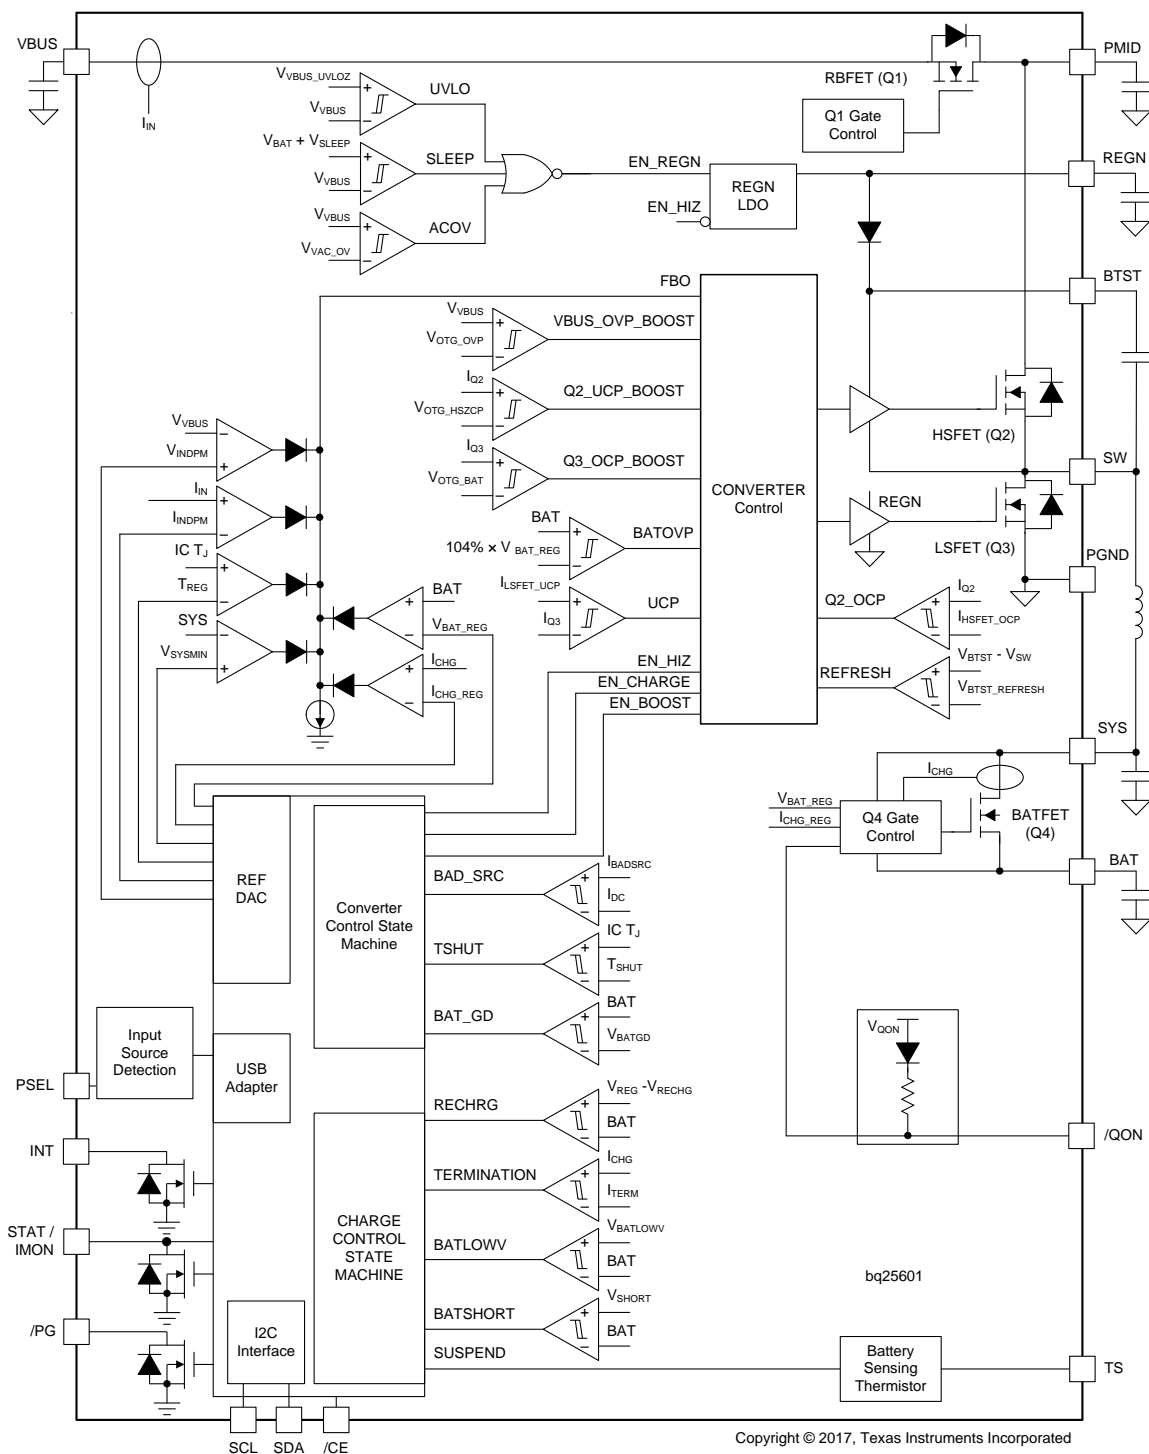 VBUS
PMID
RBFET (Q1)
VVBUS_UVLOZ
UVLO
VVBUS
IIN
Q1 Gate
Control
VBAT + VSLEEP
SLEEP
VVBUS
EN_REGN
REGN
LDO
REGN
EN_HIZ
VVBUS
ACOV
VVAC_OV
FBO
BTST
VVBUS
VBUS_OVP_BOOST
VOTG_OVP
IQ2
Q2_UCP_BOOST
VOTG_HSZCP
HSFET (Q2)
VVBUS
VINDPM
IQ3
Q3_OCP_BOOST
VOTG_BAT
SW
CONVERTER
Control
IIN
IINDPM
REGN
BAT
BATOVP
104% × V BAT_REG
LSFET (Q3)
PGND
IC TJ
TREG
BAT
VBAT_REG
ILSFET_UCP
UCP
IQ3
Q2_OCP
IQ2
IHSFET_OCP
SYS
VSYSMIN
ICHG
ICHG_REG
EN_HIZ
EN_CHARGE
EN_BOOST
REFRESH
VBTST - VSW
VBTST_REFRESH
SYS
ICHG
VBAT_REG
ICHG_REG
Q4 Gate
Control
BATFET
(Q4)
BAT
REF
DAC
Converter
Control State
Machine
BAD_SRC
IBADSRC
IDC
TSHUT
IC TJ
TSHUT
BAT_GD
BAT
VBATGD
VQON
Input
Source
Detection
USB
Adapter
PSEL
RECHRG
VREG -VRECHG
BAT
/QON
INT
TERMINATION
ICHG
ITERM
STAT /
IMON
CHARGE
CONTROL
STATE
MACHINE
BATLOWV
VBATLOWV
BAT
bq25601
/PG
I2C
Interface
BATSHORT
VSHORT
BAT
SUSPEND
Battery
Sensing
Thermistor
TS
SCL
SDA
/CE
Copyright © 2017, Texas Instruments Incorporated